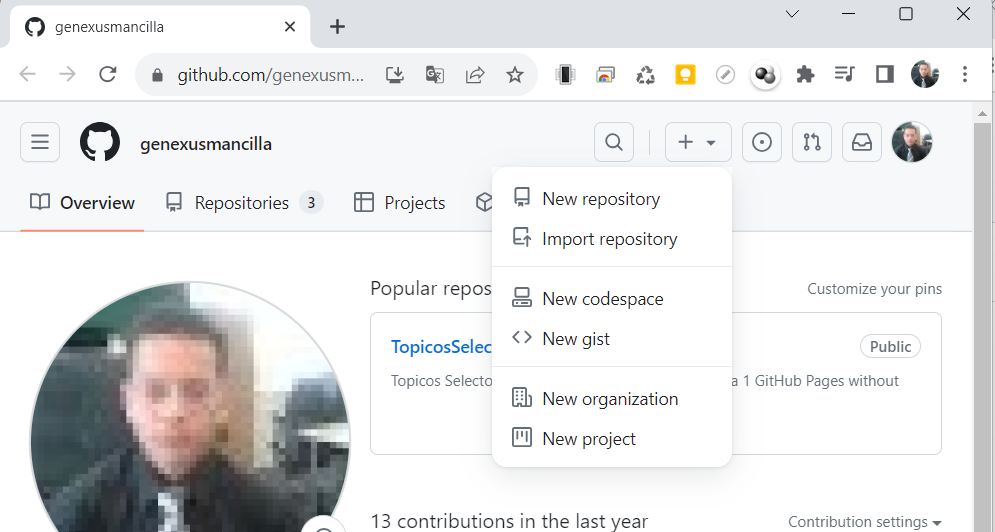 genexusmancilla
github.com/genexusm...
genexusmancilla
Overview
Repositories 3
Projects
New repository
Import repository
New codespace
New gist
New organization
New project
Popular repos
Customize your pins
TopicosSelec
Public
Topicos Selecto
a 1 GitHub Pages without
13 contributions in the last year
Contribution settings